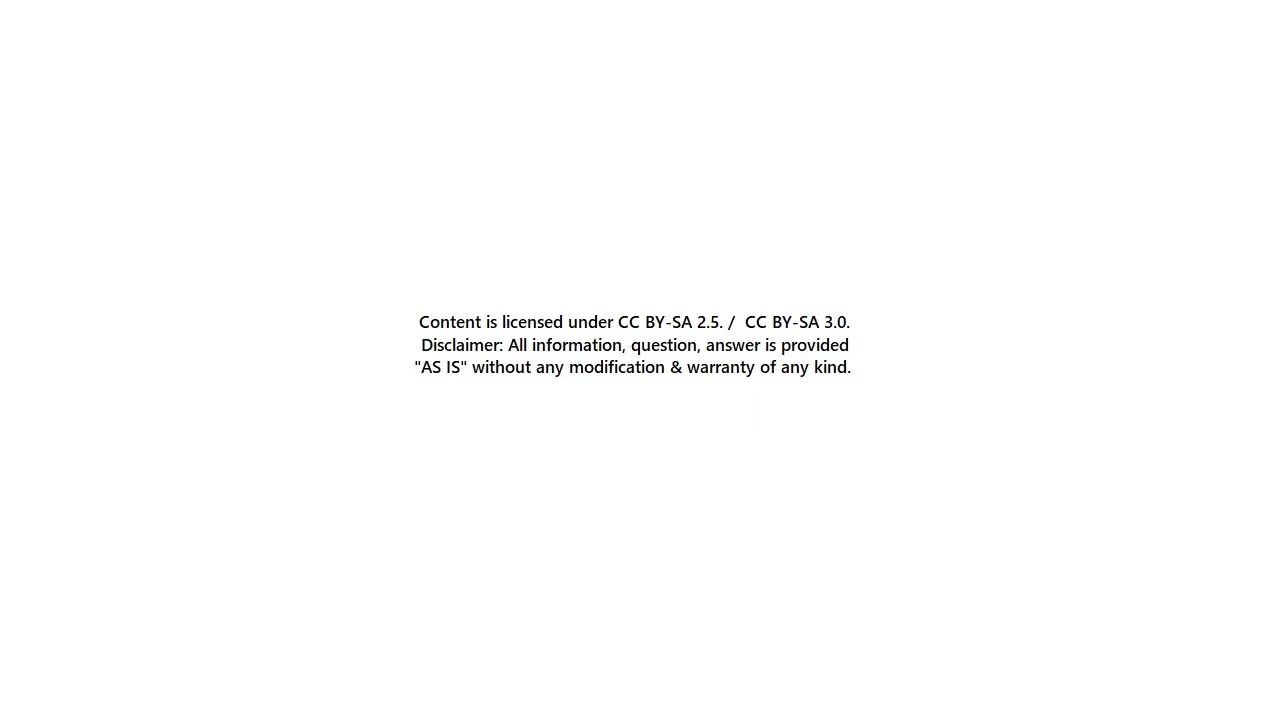 Content is licensed under CC BY-SA 2.5. /  CC BY-SA 3.0.
Disclaimer: All information, question, answer is provided
"AS IS" without any modification & warranty of any kind.